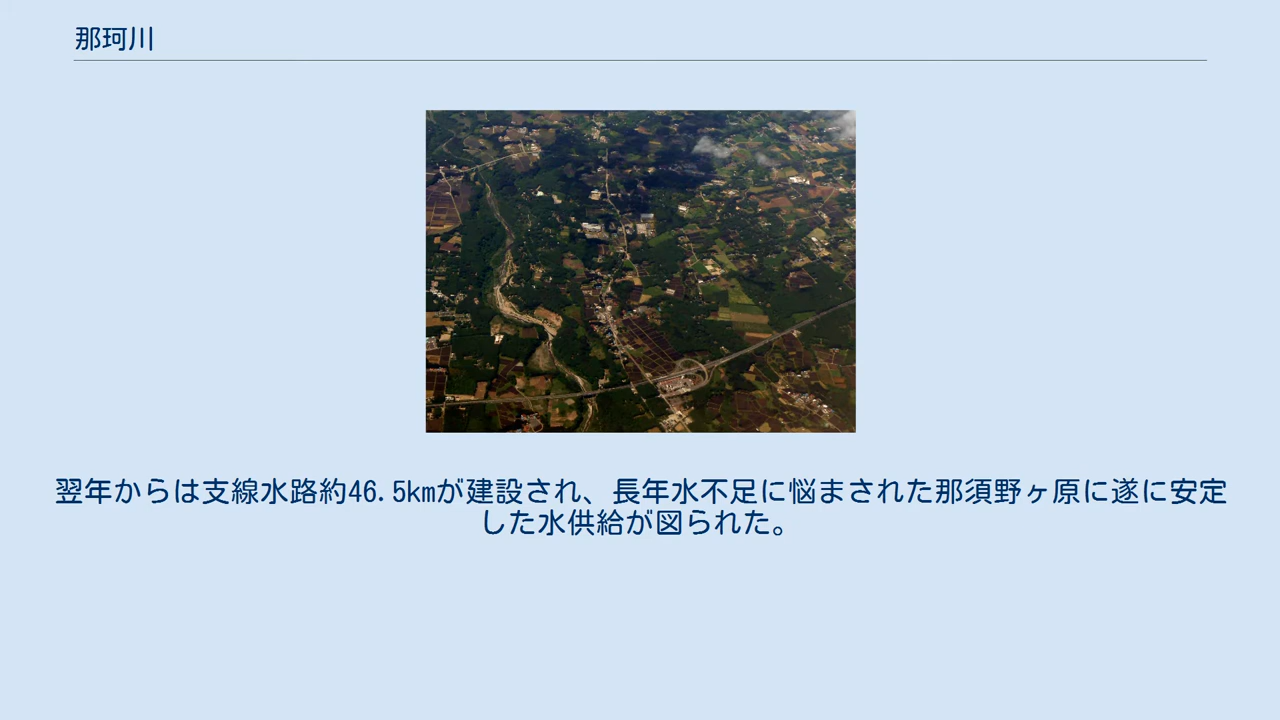 那珂川
翌年からは支線水路約46.5kmが建設され、長年水不足に悩まされた那須野ヶ原に遂に安定
した水供給が図られた。